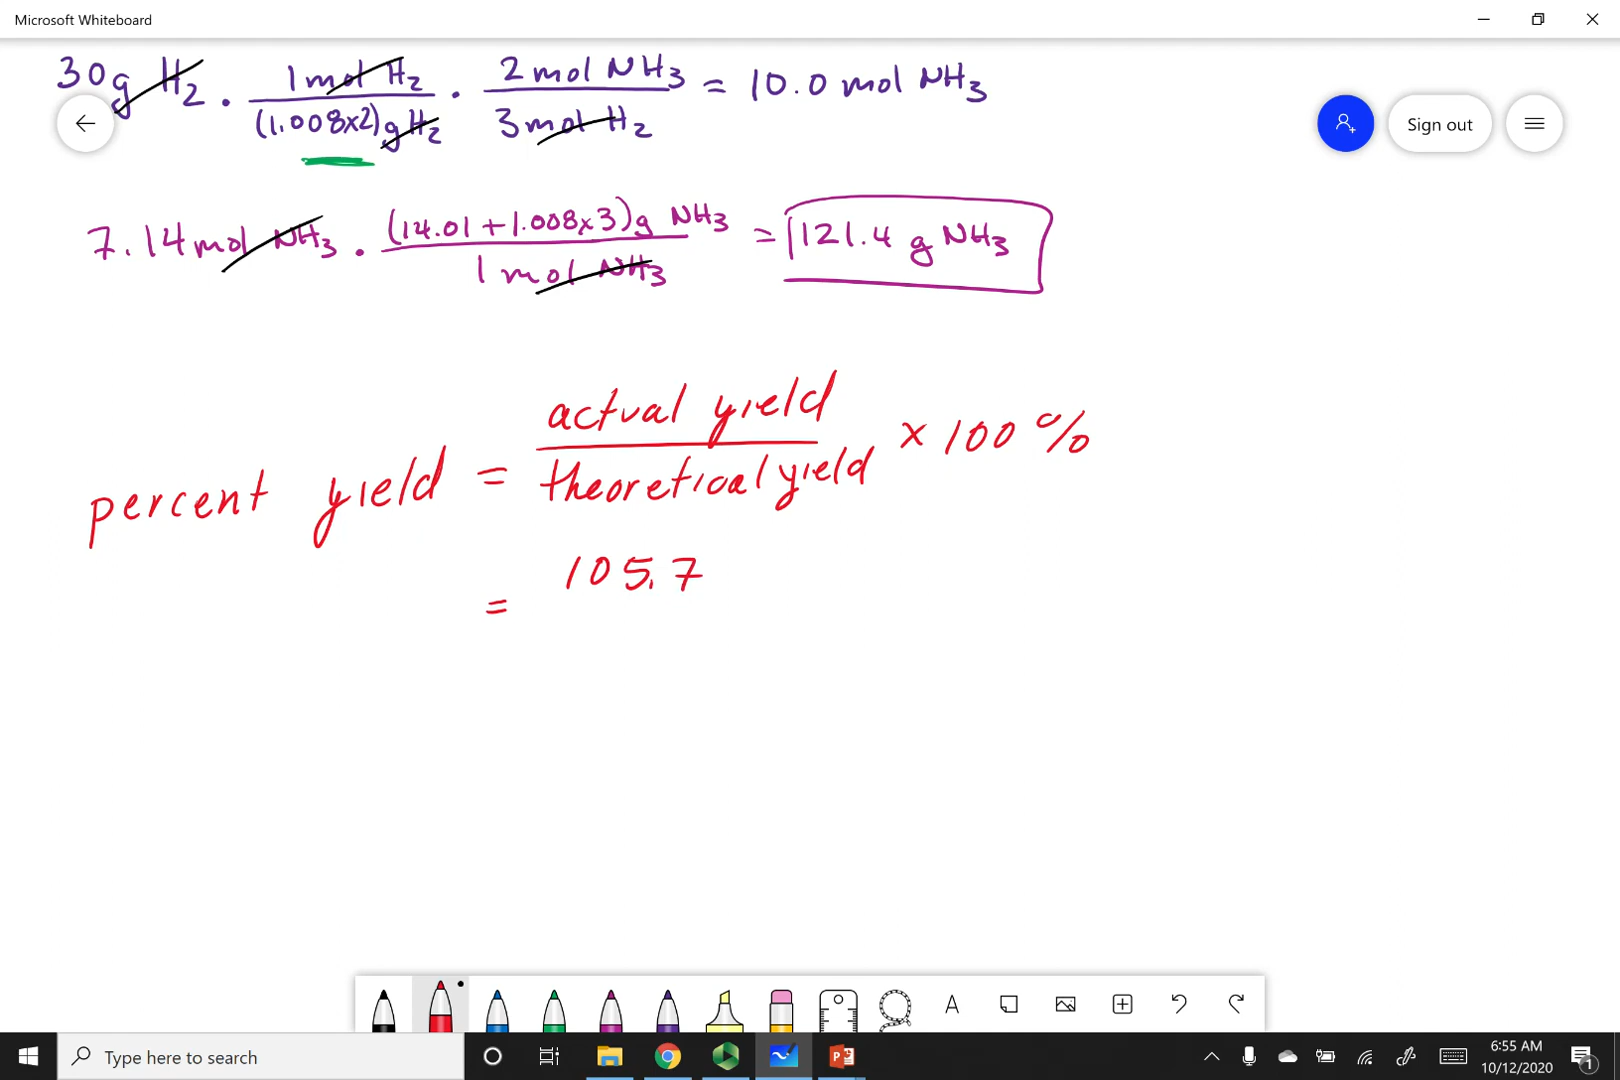 Microsoft Whiteboard
30g H2 · 1 mol H2 / (1.008x2) g H2 · 2 mol NH3 / 3 mol H2 = 10.0 mol NH3
Sign out
7.14 mol NH3 · (14.01 + 1.008x3) g NH3 / 1 mol NH3 = 121.4 g NH3
percent yield = actual yield / theoretical yield x 100 %
= 105.7
Type here to search
6:55 AM
10/12/2020
1